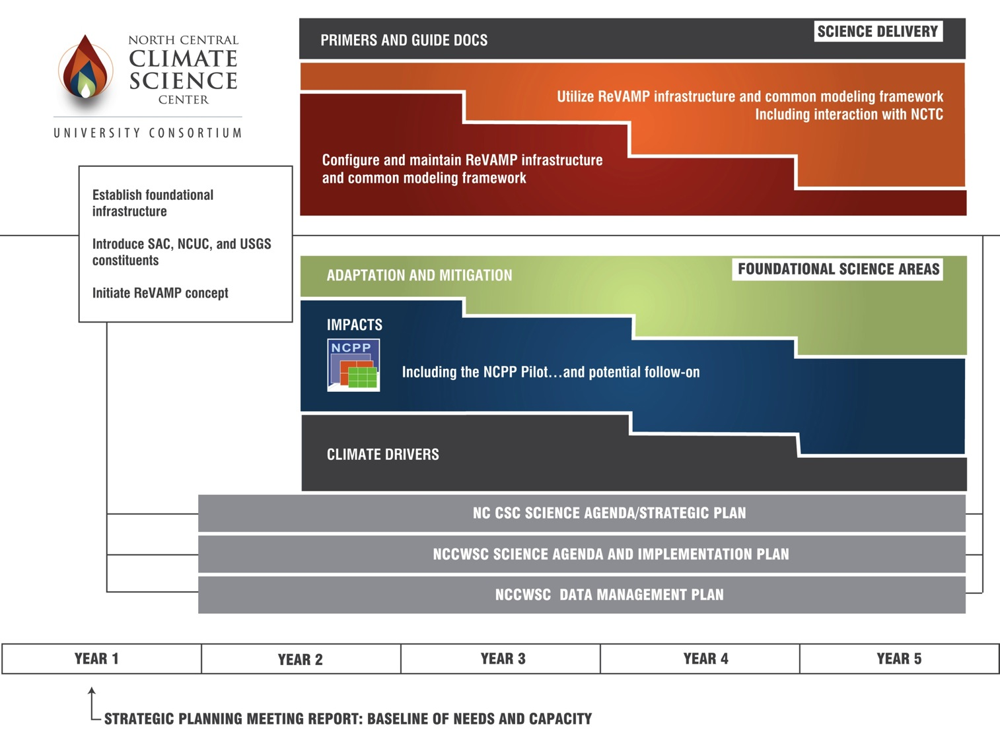 NORTH CENTRAL
CLIMATE
SCIENCE
CENTER
UNIVERSITY CONSORTIUM
PRIMERS AND GUIDE DOCS
SCIENCE DELIVERY
Utilize ReVAMP infrastructure and common modeling framework
Including interaction with NCTC
Configure and maintain ReVAMP infrastructure
and common modeling framework
Establish foundational
infrastructure
Introduce SAC, NCUC, and USGS
constituents
Initiate ReVAMP concept
ADAPTATION AND MITIGATION
FOUNDATIONAL SCIENCE AREAS
IMPACTS
NCPP
Including the NCPP Pilot...and potential follow-on
CLIMATE DRIVERS
NC CSC SCIENCE AGENDA/STRATEGIC PLAN
NCCWSC SCIENCE AGENDA AND IMPLEMENTATION PLAN
NCCWSC DATA MANAGEMENT PLAN
YEAR 1
YEAR 2
YEAR 3
YEAR 4
YEAR 5
STRATEGIC PLANNING MEETING REPORT: BASELINE OF NEEDS AND CAPACITY